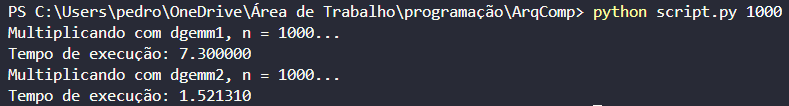 PS C:\Users\pedro\OneDrive\Área de Trabalho\programação\ArqComp> python script.py 1000
Multiplicando com dgemm1, n = 1000...
Tempo de execução: 7.300000
Multiplicando com dgemm2, n = 1000...
Tempo de execução: 1.521310